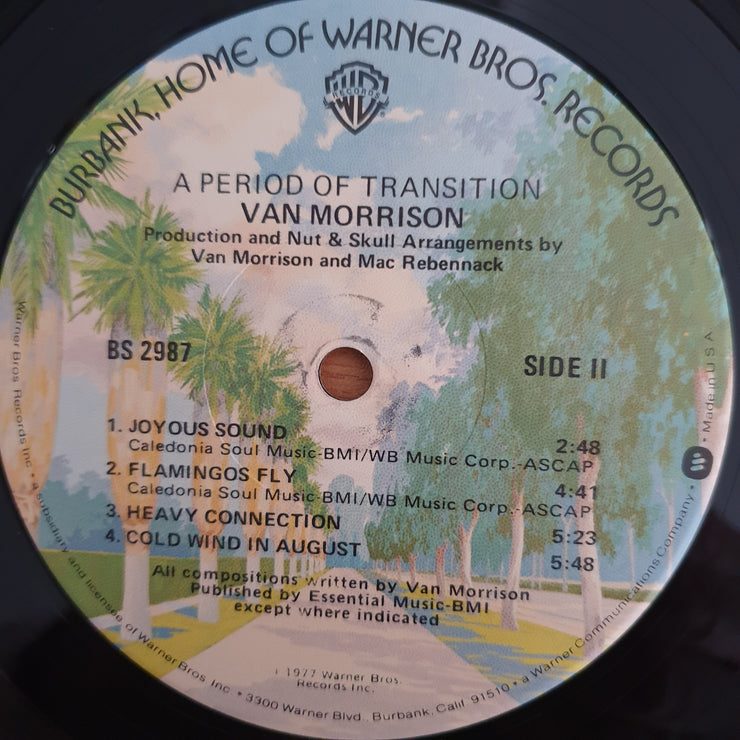 BURBANK, HOME OF WARNER BROS. RECORDS
WB
RECORDS
®
A PERIOD OF TRANSITION
VAN MORRISON
Production and Nut & Skull Arrangements by
Van Morrison and Mac Rebennack
BS 2987
SIDE II
1. JOYOUS SOUND 2:48
Caledonia Soul Music-BMI/WB Music Corp.-ASCAP
2. FLAMINGOS FLY 4:41
Caledonia Soul Music-BMI/WB Music Corp.-ASCAP
3. HEAVY CONNECTION 5:23
4. COLD WIND IN AUGUST 5:48
All compositions written by Van Morrison
Published by Essential Music-BMI
except where indicated
1977 Warner Bros.
Records Inc.
Warner Bros Records Inc. • a subsidiary and licensee of Warner Bros. Inc. • 3300 Warner Blvd., Burbank, Calif. 91510 • a Warner Communications Company • Made in U S A